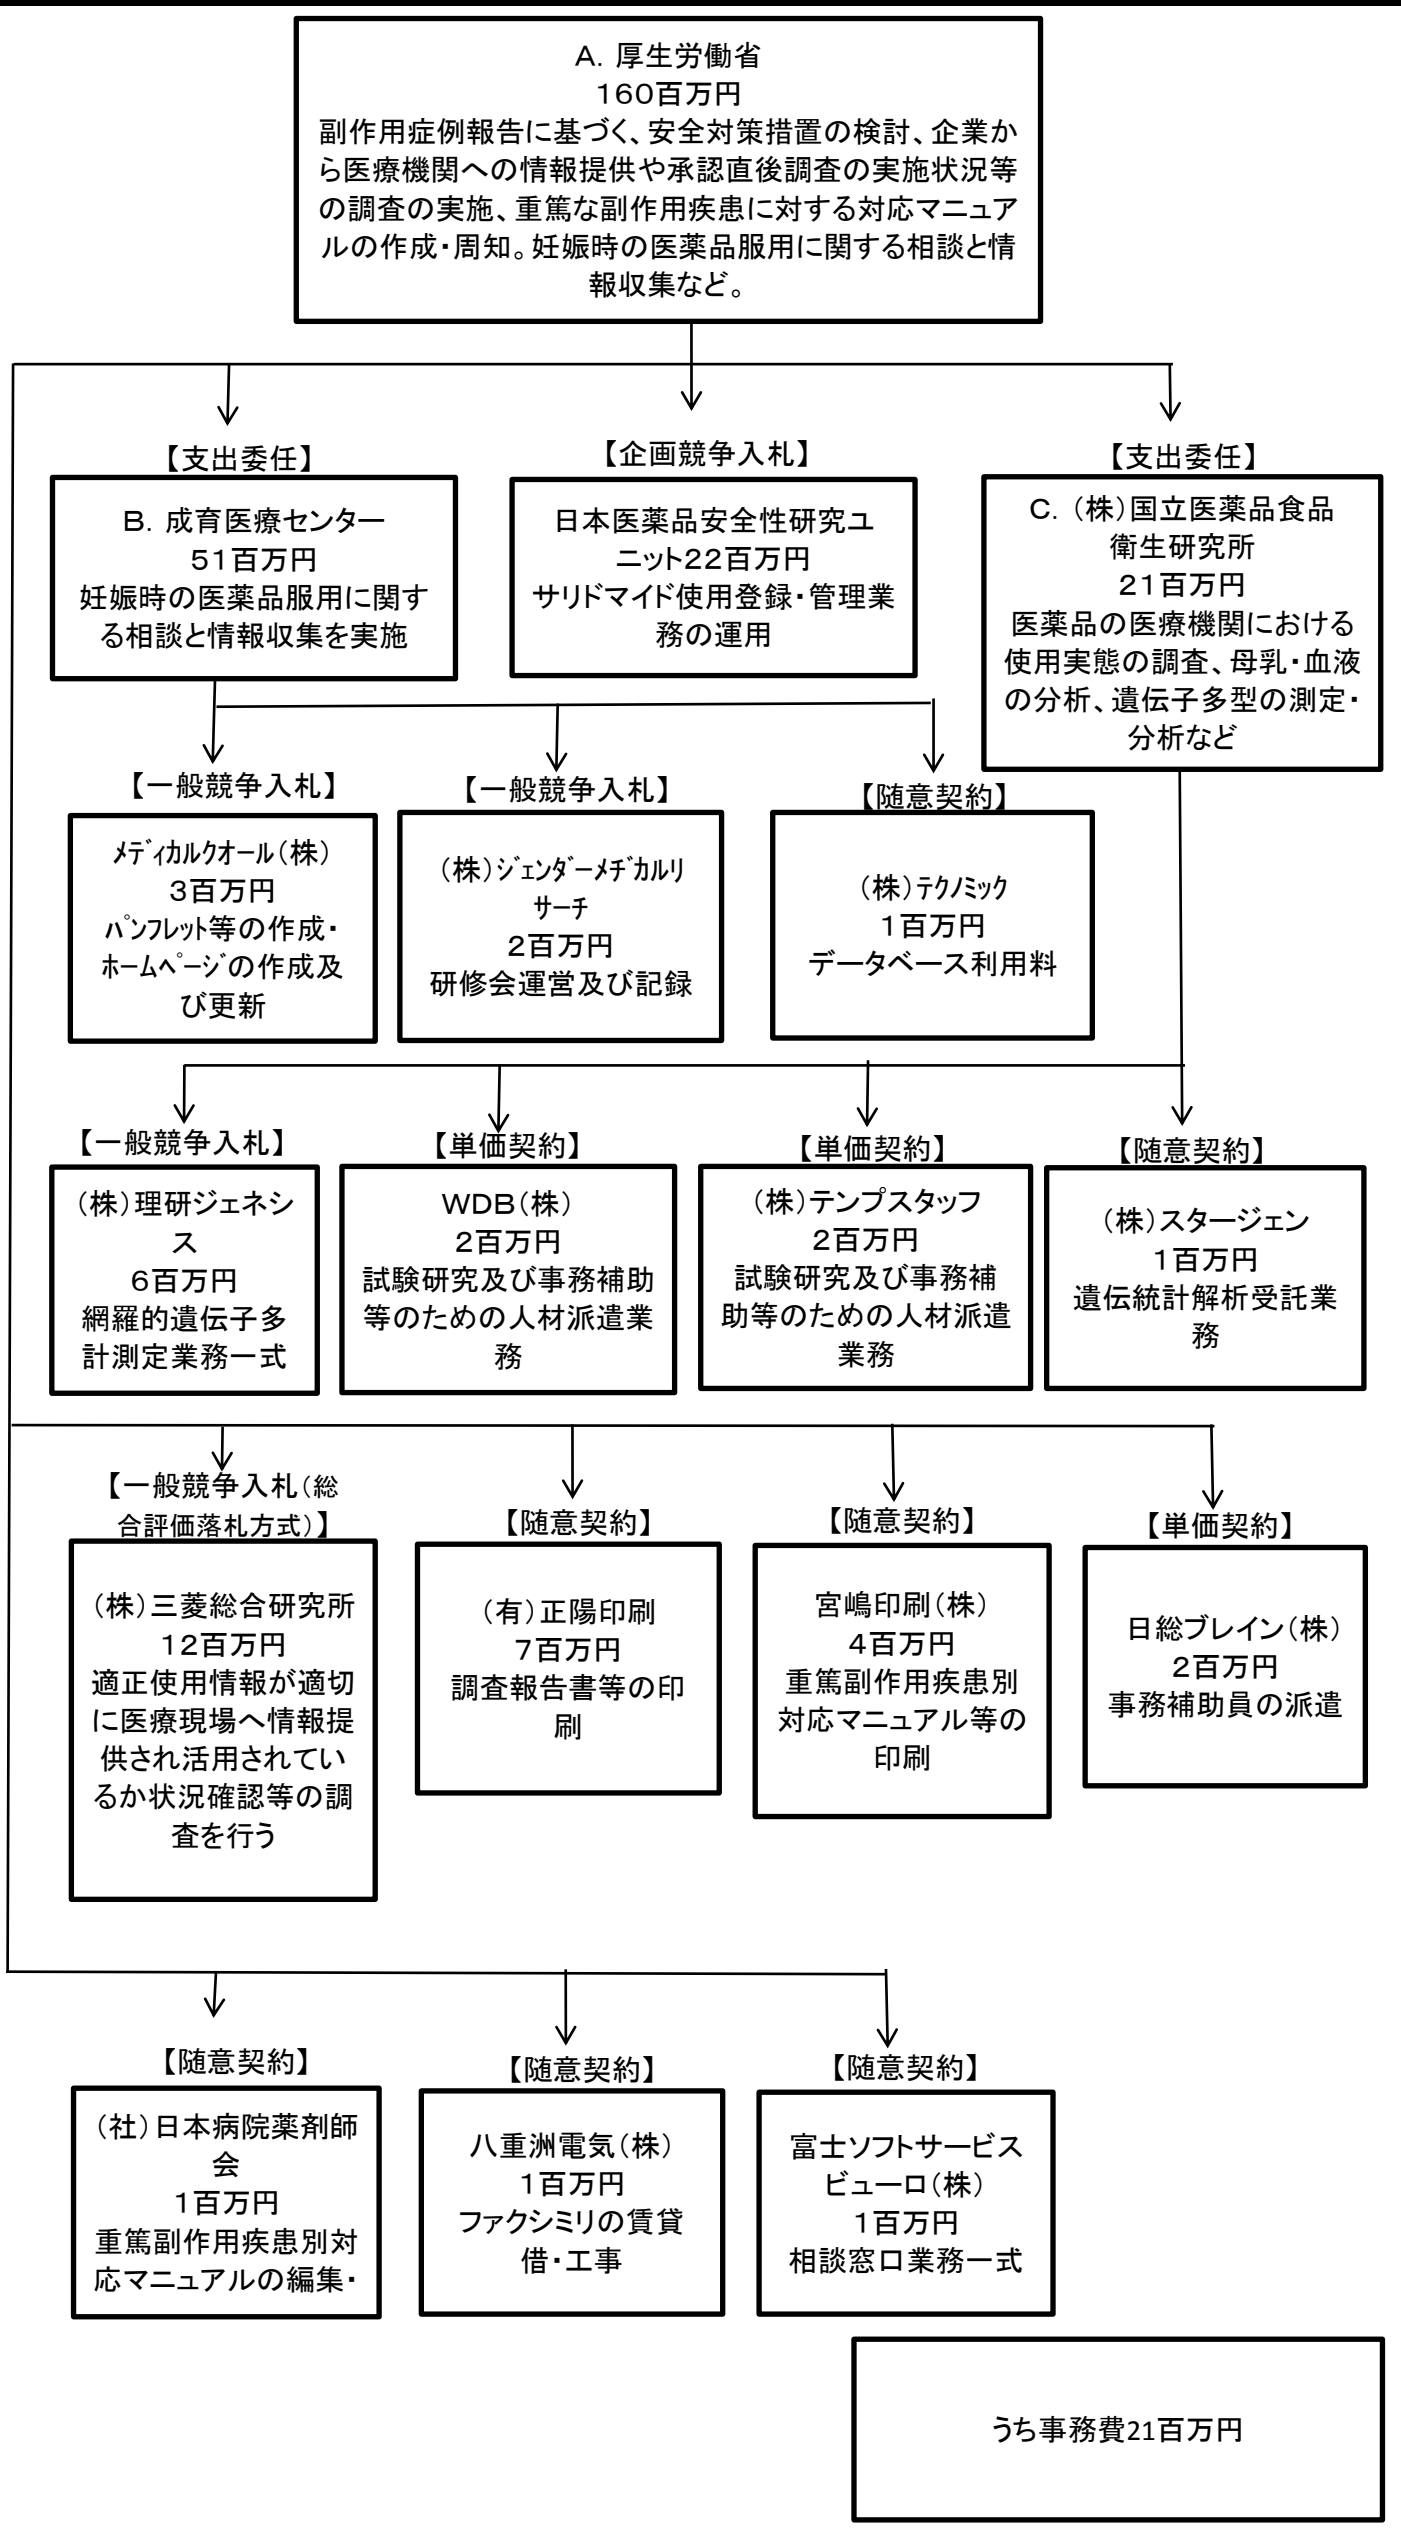 A．厚生労働省
160百万円
副作用症例報告に基づく、安全対策措置の検討、企業か
ら医療機関への情報提供や承認直後調査の実施状況等
の調査の実施、重篤な副作用疾患に対する対応マニュア
ルの作成・周知。妊娠時の医薬品服用に関する相談と情
報収集など。
【支出委任】
【企画競争入札】
【支出委任】
B．成育医療センター
51百万円
妊娠時の医薬品服用に関す
る相談と情報収集を実施
日本医薬品安全性研究ユ
ニット22百万円
サリドマイド使用登録・管理業
務の運用
C．（株）国立医薬品食品
衛生研究所
21百万円
医薬品の医療機関における
使用実態の調査、母乳・血液
の分析、遺伝子多型の測定・
分析など
【一般競争入札】
【一般競争入札】
【随意契約】
ﾒﾃﾞｨｶﾙｸオール（株）
3百万円
ﾊﾟﾝﾌﾚｯﾄ等の作成・
ﾎｰﾑﾍﾟｰｼﾞの作成及
び更新
（株）ｼﾞｪﾝﾀﾞｰﾒﾁﾞｶﾙﾘ
ｻｰﾁ
2百万円
研修会運営及び記録
（株）ﾃｸﾉﾐｯｸ
1百万円
データベース利用料
【一般競争入札】
【単価契約】
【単価契約】
【随意契約】
（株）理研ジェネシ
ス
6百万円
網羅的遺伝子多
計測定業務一式
WDB（株）
2百万円
試験研究及び事務補助
等のための人材派遣業
務
（株）テンプスタッフ
2百万円
試験研究及び事務補
助等のための人材派遣
業務
（株）スタージェン
1百万円
遺伝統計解析受託業
務
【一般競争入札（総
合評価落札方式）】
【随意契約】
【随意契約】
【単価契約】
（株）三菱総合研究所
12百万円
適正使用情報が適切
に医療現場へ情報提
供され活用されてい
るか状況確認等の調
査を行う
（有）正陽印刷
7百万円
調査報告書等の印
刷
宮嶋印刷（株）
4百万円
重篤副作用疾患別
対応マニュアル等の
印刷
日総ブレイン（株）
2百万円
事務補助員の派遣
【随意契約】
【随意契約】
【随意契約】
（社）日本病院薬剤師
会
1百万円
重篤副作用疾患別対
応マニュアルの編集・
八重洲電気（株）
1百万円
ファクシミリの賃貸
借・工事
富士ソフトサービス
ビューロ（株）
1百万円
相談窓口業務一式
うち事務費21百万円